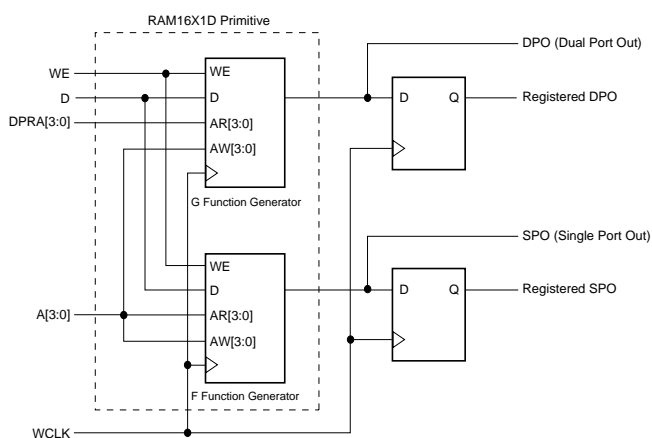 RAM16X1D Primitive
WE
D
DPRA[3:0]
WE
D
AR[3:0]
AW[3:0]
G Function Generator
DPO (Dual Port Out)
D Q
Registered DPO
A[3:0]
WE
D
AR[3:0]
AW[3:0]
F Function Generator
SPO (Single Port Out)
D Q
Registered SPO
WCLK